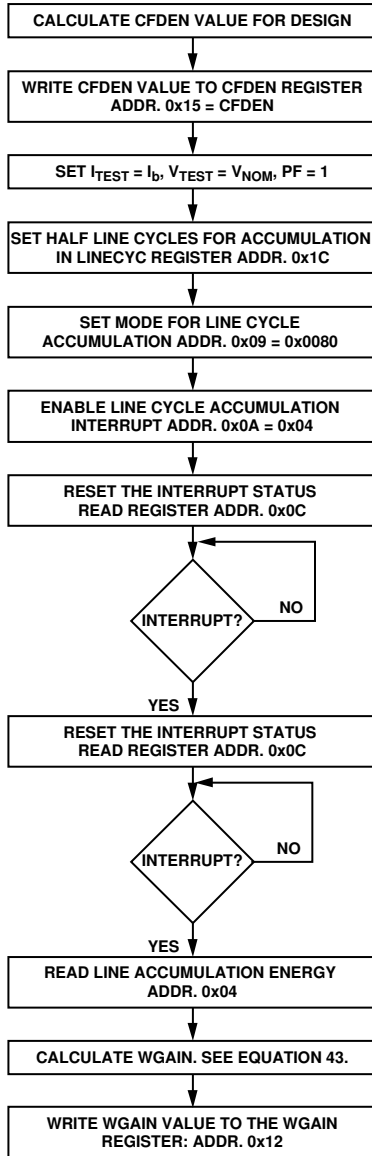 CALCULATE CFDEN VALUE FOR DESIGN
WRITE CFDEN VALUE TO CFDEN REGISTER
ADDR. 0x15 = CFDEN
SET ITEST = Ib, VTEST = VNOM, PF = 1
SET HALF LINE CYCLES FOR ACCUMULATION
IN LINECYC REGISTER ADDR. 0x1C
SET MODE FOR LINE CYCLE
ACCUMULATION ADDR. 0x09 = 0x0080
ENABLE LINE CYCLE ACCUMULATION
INTERRUPT ADDR. 0x0A = 0x04
RESET THE INTERRUPT STATUS
READ REGISTER ADDR. 0x0C
INTERRUPT?
NO
YES
RESET THE INTERRUPT STATUS
READ REGISTER ADDR. 0x0C
INTERRUPT?
NO
YES
READ LINE ACCUMULATION ENERGY
ADDR. 0x04
CALCULATE WGAIN. SEE EQUATION 43.
WRITE WGAIN VALUE TO THE WGAIN
REGISTER: ADDR. 0x12